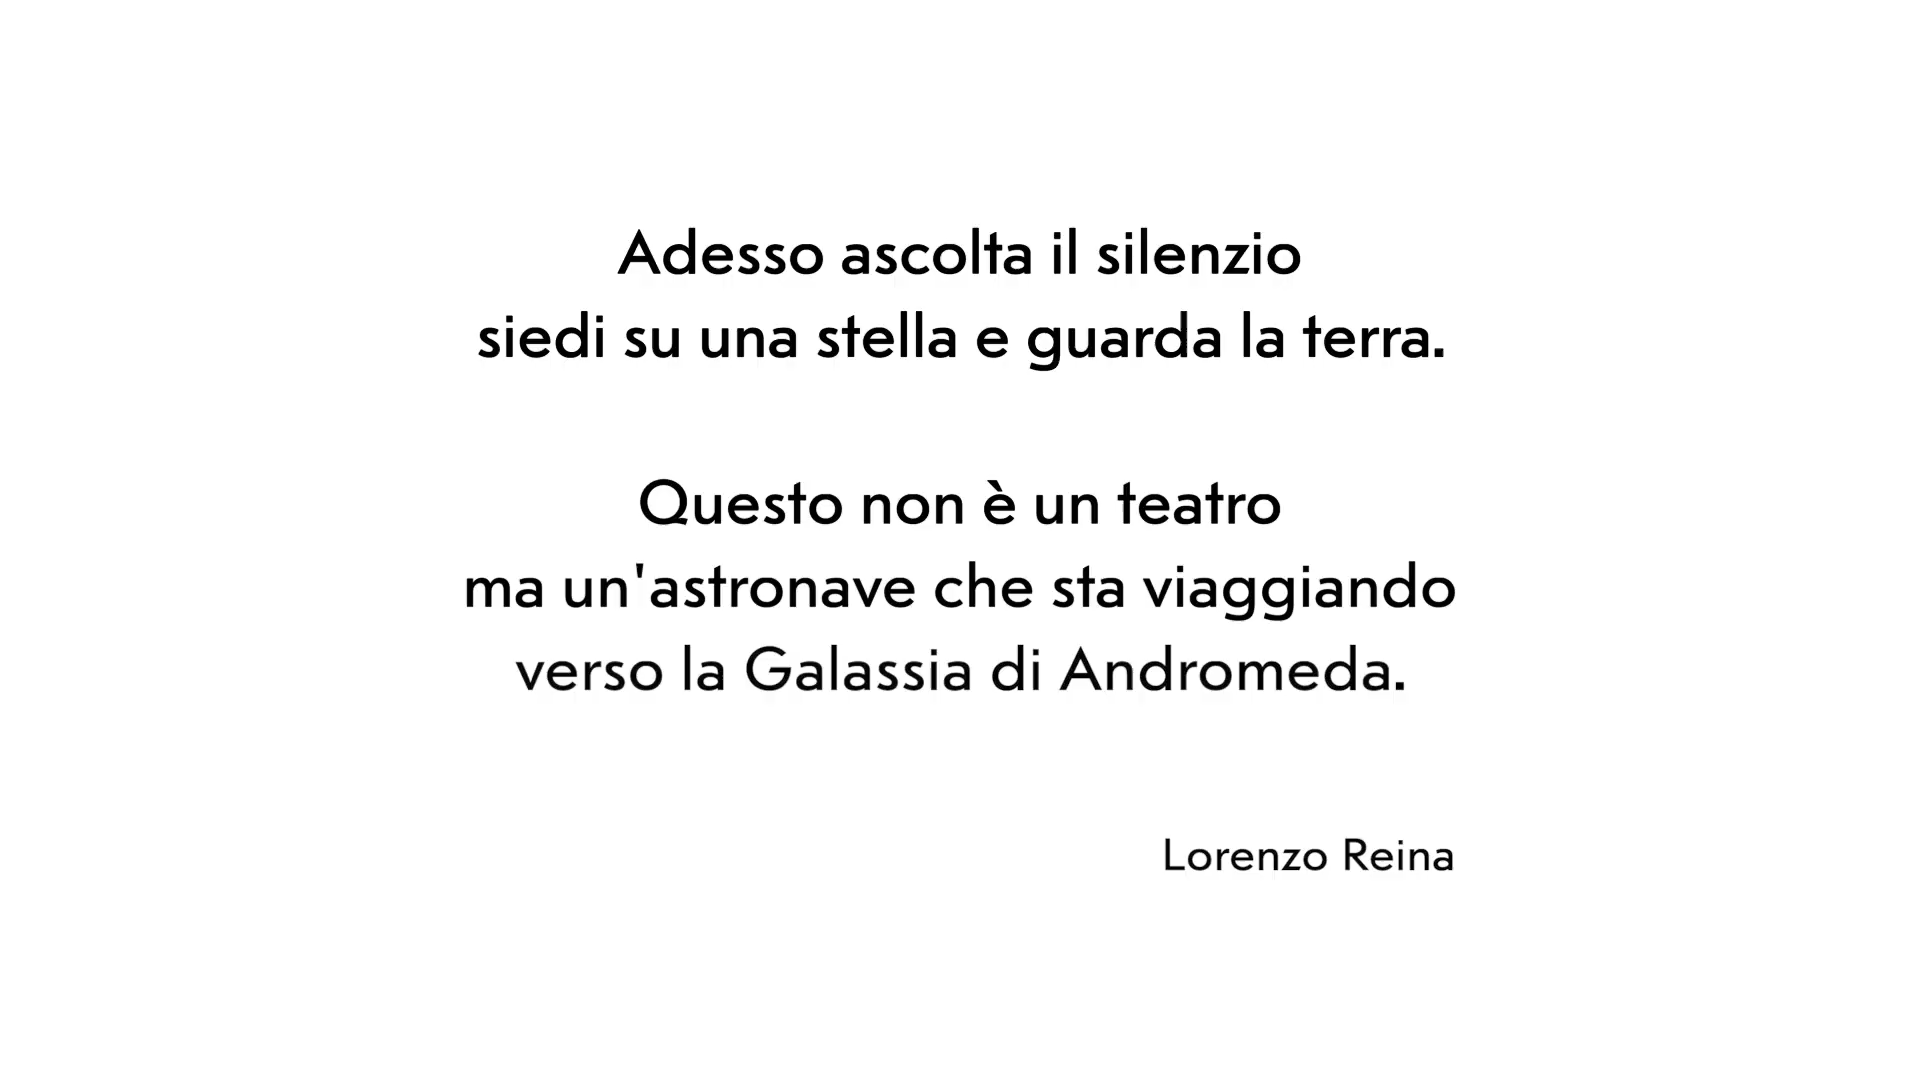 Adesso ascolta il silenzio
siedi su una stella e guarda la terra.
Questo non è un teatro
ma un'astronave che sta viaggiando
verso la Galassia di Andromeda.
Lorenzo Reina